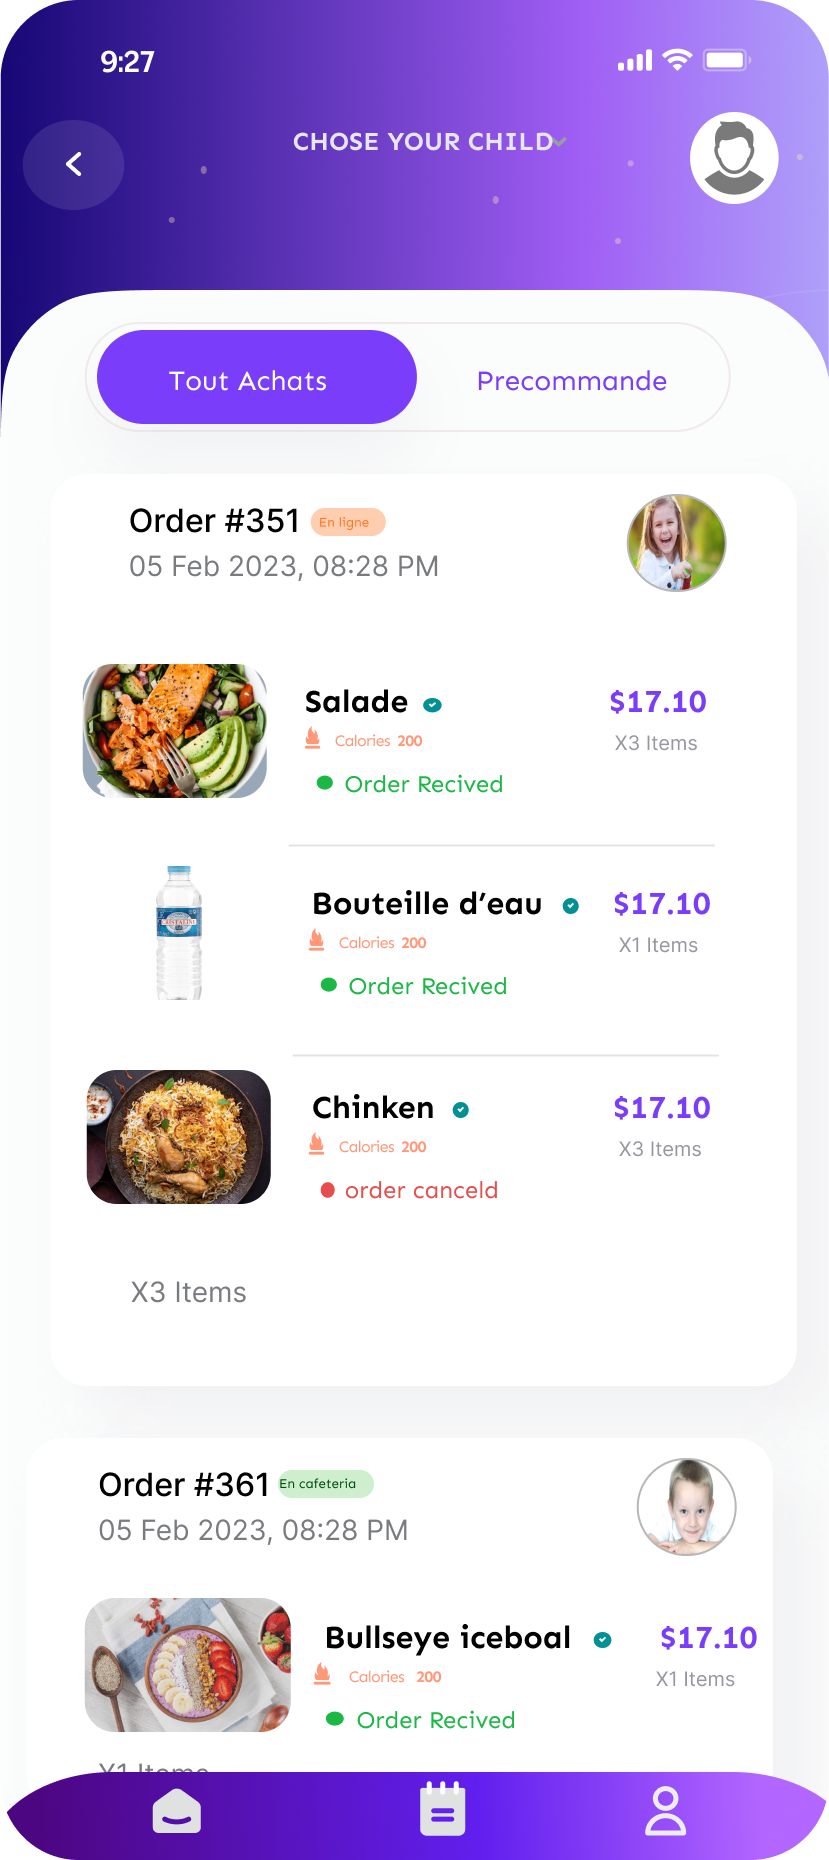 9:27
CHOSE YOUR CHILD
Tout Achats
Precommande
Order #351 En ligne
05 Feb 2023, 08:28 PM
Salade $17.10
Calories 200 X3 Items
Order Recived
Bouteille d’eau $17.10
Calories 200 X1 Items
Order Recived
Chinken $17.10
Calories 200 X3 Items
order canceld
X3 Items
Order #361 En cafeteria
05 Feb 2023, 08:28 PM
Bullseye iceboal $17.10
Calories 200 X1 Items
Order Recived
X1 Items